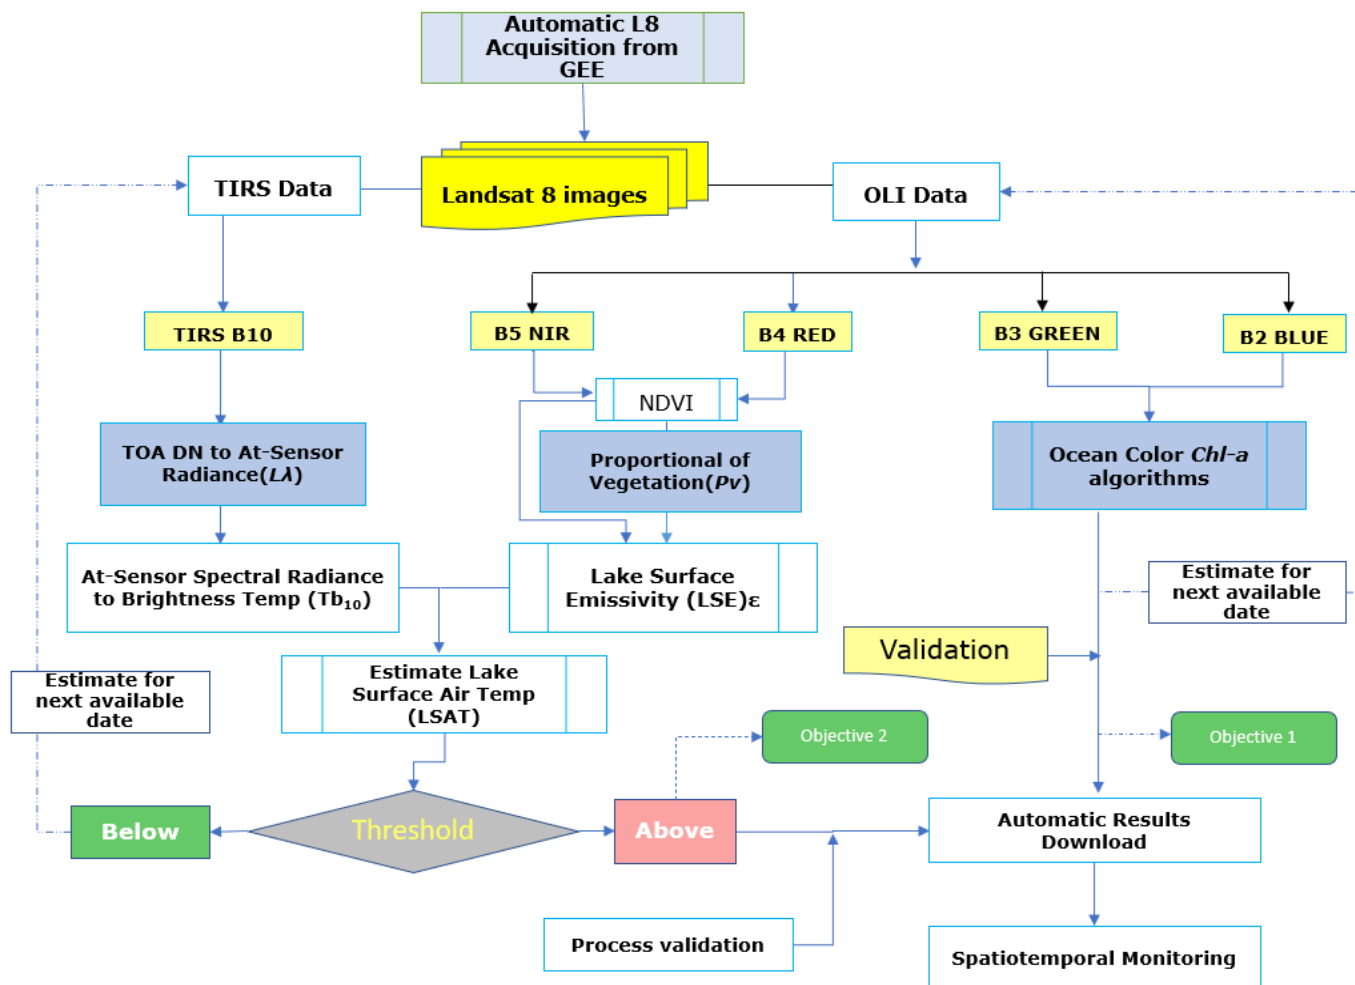 Automatic L8
Acquisition from
GEE
TIRS Data
Landsat 8 images
OLI Data
TIRS B10
B5 NIR
B4 RED
B3 GREEN
B2 BLUE
NDVI
TOA DN to At-Sensor
Radiance(Lλ)
Proportional of
Vegetation(Pv)
Ocean Color Chl-a
algorithms
At-Sensor Spectral Radiance
to Brightness Temp (Tb₁₀)
Lake Surface
Emissivity (LSE)ε
Estimate for
next available
date
Validation
Estimate Lake
Surface Air Temp
(LSAT)
Estimate for
next available
date
Objective 2
Objective 1
Below
Threshold
Above
Automatic Results
Download
Process validation
Spatiotemporal Monitoring